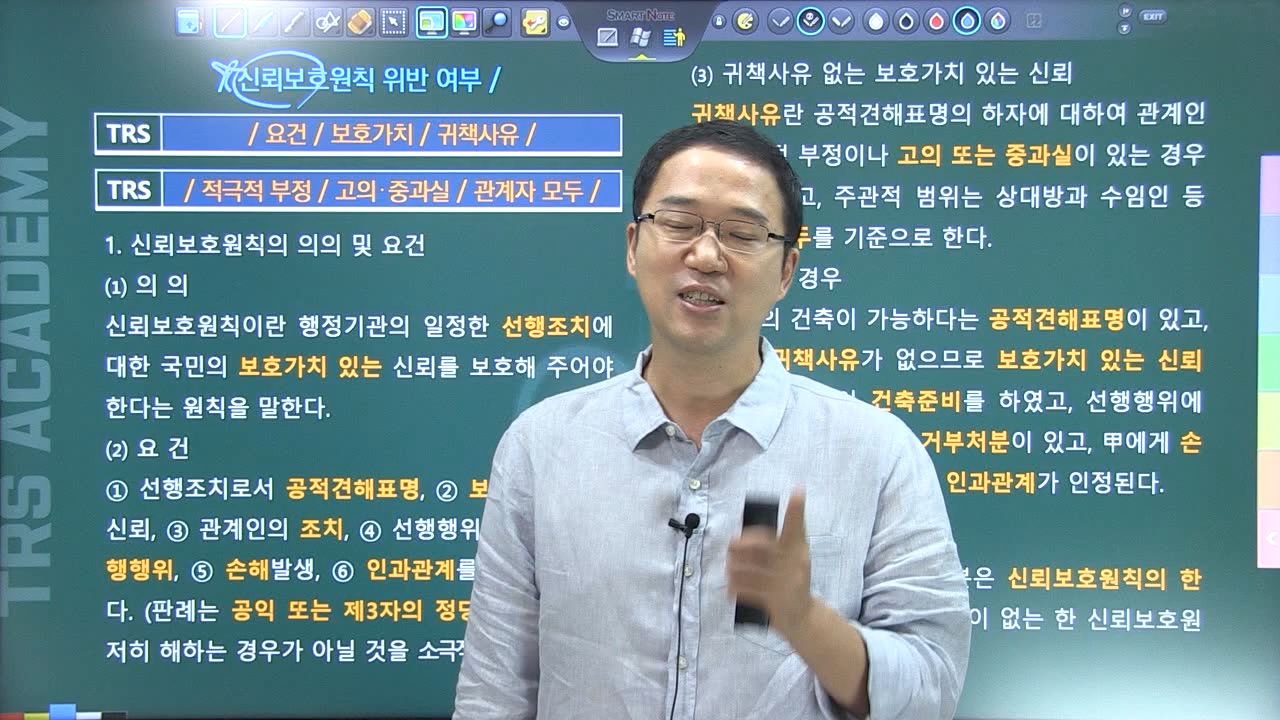 SMARTNOTE
EXIT
TRS ACADEMY
신뢰보호원칙 위반 여부 /
TRS / 요건 / 보호가치 / 귀책사유 /
TRS / 적극적 부정 / 고의·중과실 / 관계자 모두 /
1. 신뢰보호원칙의 의의 및 요건
(1) 의 의
신뢰보호원칙이란 행정기관의 일정한 선행조치에
대한 국민의 보호가치 있는 신뢰를 보호해 주어야
한다는 원칙을 말한다.
(2) 요 건
① 선행조치로서 공적견해표명, ②
신뢰, ③ 관계인의 조치, ④ 선행행위
행행위, ⑤ 손해발생, ⑥ 인과관계를
다. (판례는 공익 또는 제3자의 정당
저히 해하는 경우가 아닐 것을
(3) 귀책사유 없는 보호가치 있는 신뢰
귀책사유란 공적견해표명의 하자에 대하여 관계인
부정이나 고의 또는 중과실이 있는 경우
고, 주관적 범위는 상대방과 수임인 등
를 기준으로 한다.
경우
의 건축이 가능하다는 공적견해표명이 있고,
귀책사유가 없으므로 보호가치 있는 신뢰
건축준비를 하였고, 선행행위에
거부처분이 있고, 甲에게 손
인과관계가 인정된다.
은 신뢰보호원칙의 한
이 없는 한 신뢰보호원